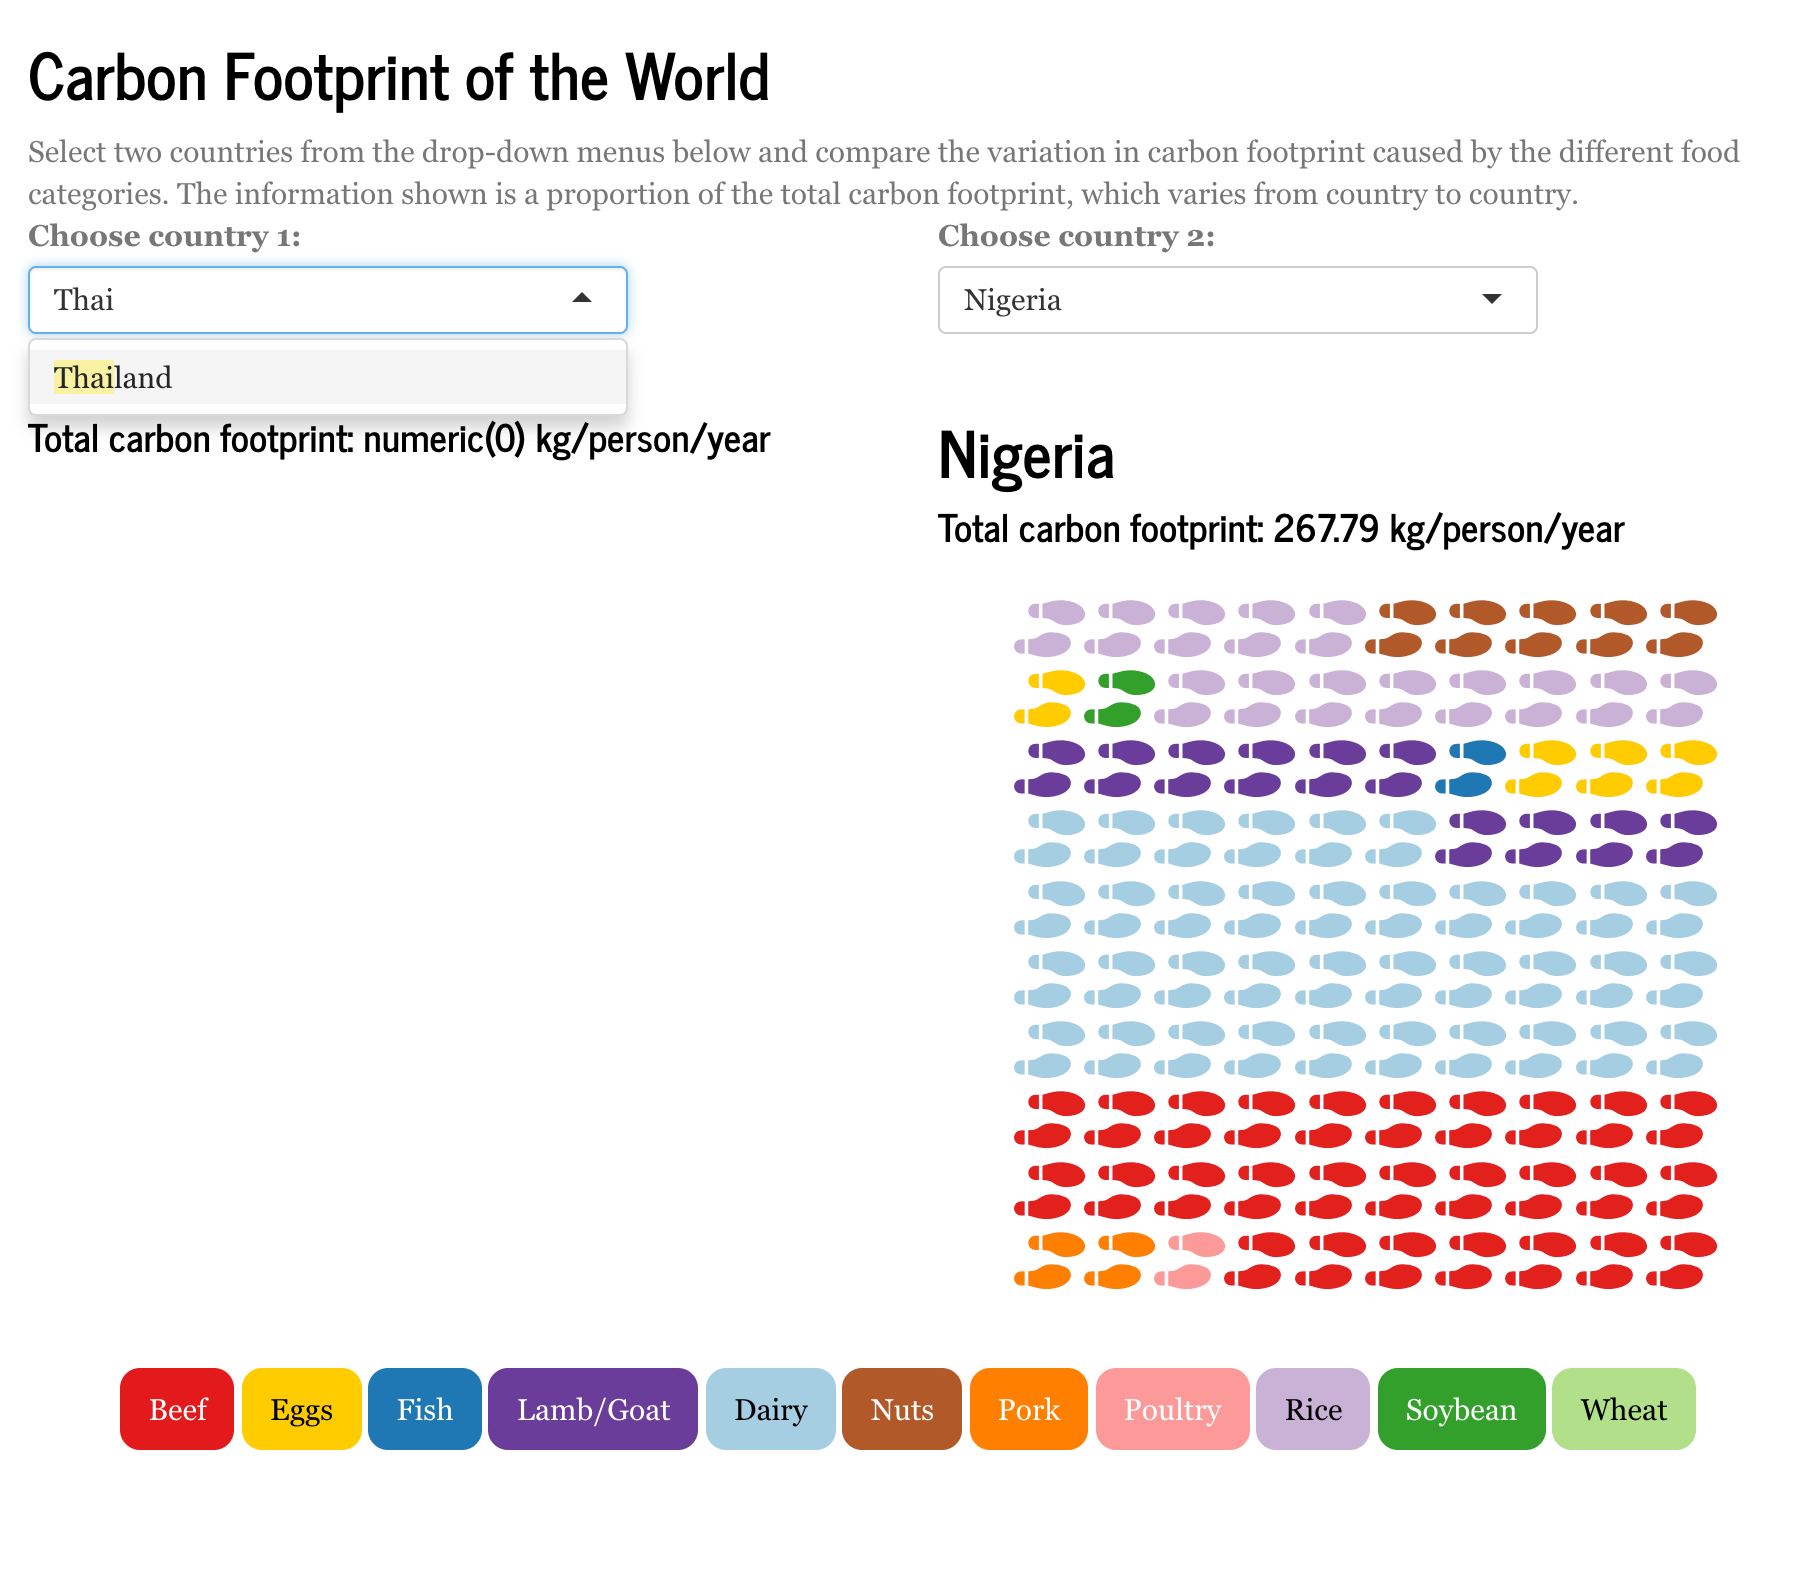 Carbon Footprint of the World
Select two countries from the drop-down menus below and compare the variation in carbon footprint caused by the different food
categories. The information shown is a proportion of the total carbon footprint, which varies from country to country.
Choose country 1:
Thai
Thailand
Total carbon footprint: numeric(0) kg/person/year
Choose country 2:
Nigeria
Nigeria
Total carbon footprint: 267.79 kg/person/year
Beef
Eggs
Fish
Lamb/Goat
Dairy
Nuts
Pork
Poultry
Rice
Soybean
Wheat